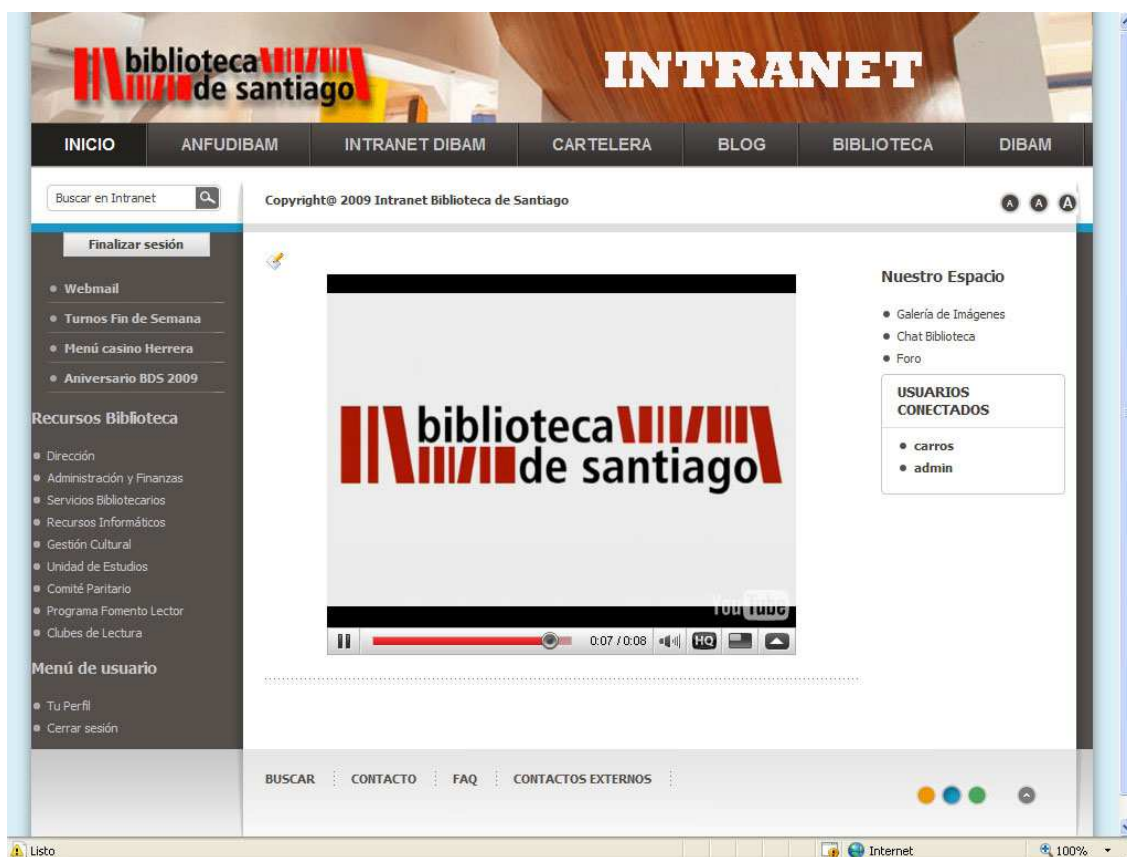 biblioteca
de santiago
INTRANET
INICIO ANFUDIBAM INTRANET DIBAM CARTELERA BLOG BIBLIOTECA DIBAM
Buscar en Intranet
Copyright@ 2009 Intranet Biblioteca de Santiago
A A A
Finalizar sesión
Webmail
Turnos Fin de Semana
Menú casino Herrera
Aniversario BDS 2009
Recursos Biblioteca
Dirección
Administración y Finanzas
Servicios Bibliotecarios
Recursos Informáticos
Gestión Cultural
Unidad de Estudios
Comité Paritario
Programa Fomento Lector
Clubes de Lectura
Menú de usuario
Tu Perfil
Cerrar sesión
biblioteca
de santiago
YouTube
0:07 / 0:08 HQ
Nuestro Espacio
Galería de Imágenes
Chat Biblioteca
Foro
USUARIOS
CONECTADOS
carros
admin
BUSCAR CONTACTO FAQ CONTACTOS EXTERNOS
Listo Internet 100%